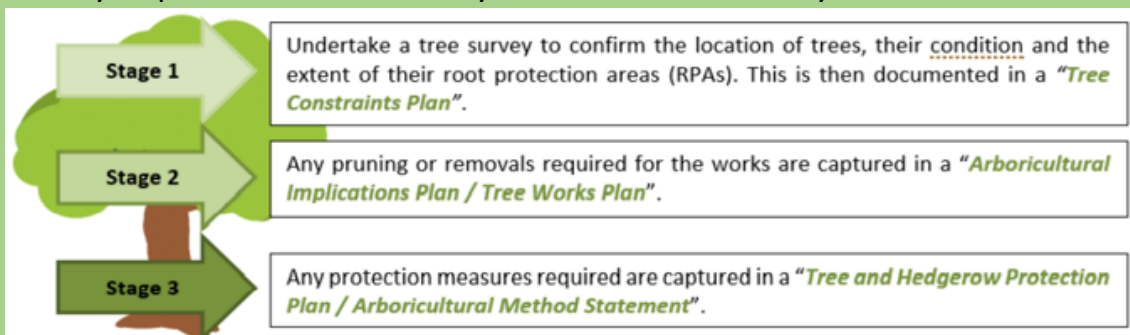 Stage 1
Undertake a tree survey to confirm the location of trees, their condition and the
extent of their root protection areas (RPAs). This is then documented in a “Tree
Constraints Plan”.
Stage 2
Any pruning or removals required for the works are captured in a “Arboricultural
Implications Plan / Tree Works Plan”.
Stage 3
Any protection measures required are captured in a “Tree and Hedgerow Protection
Plan / Arboricultural Method Statement”.